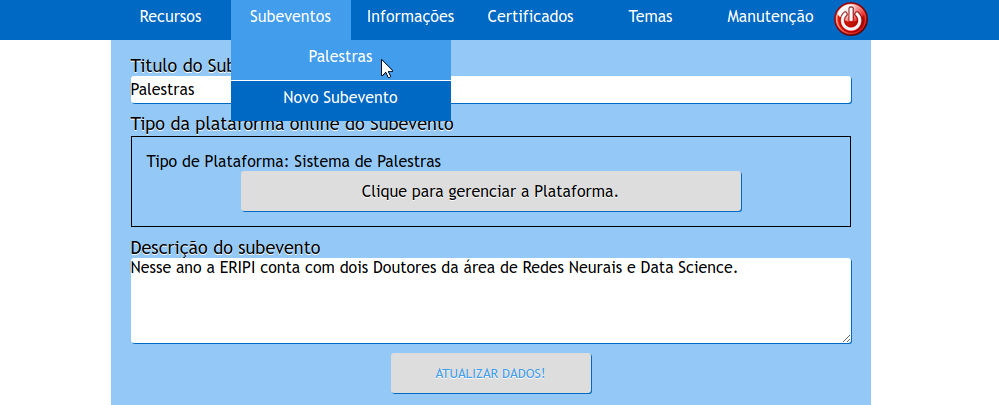 Recursos Subeventos Informações Certificados Temas Manutenção
Palestras
Novo Subevento
Titulo do Sub
Palestras
Tipo da plataforma online do Subevento
Tipo de Plataforma: Sistema de Palestras
Clique para gerenciar a Plataforma.
Descrição do subevento
Nesse ano a ERIPI conta com dois Doutores da área de Redes Neurais e Data Science.
ATUALIZAR DADOS!